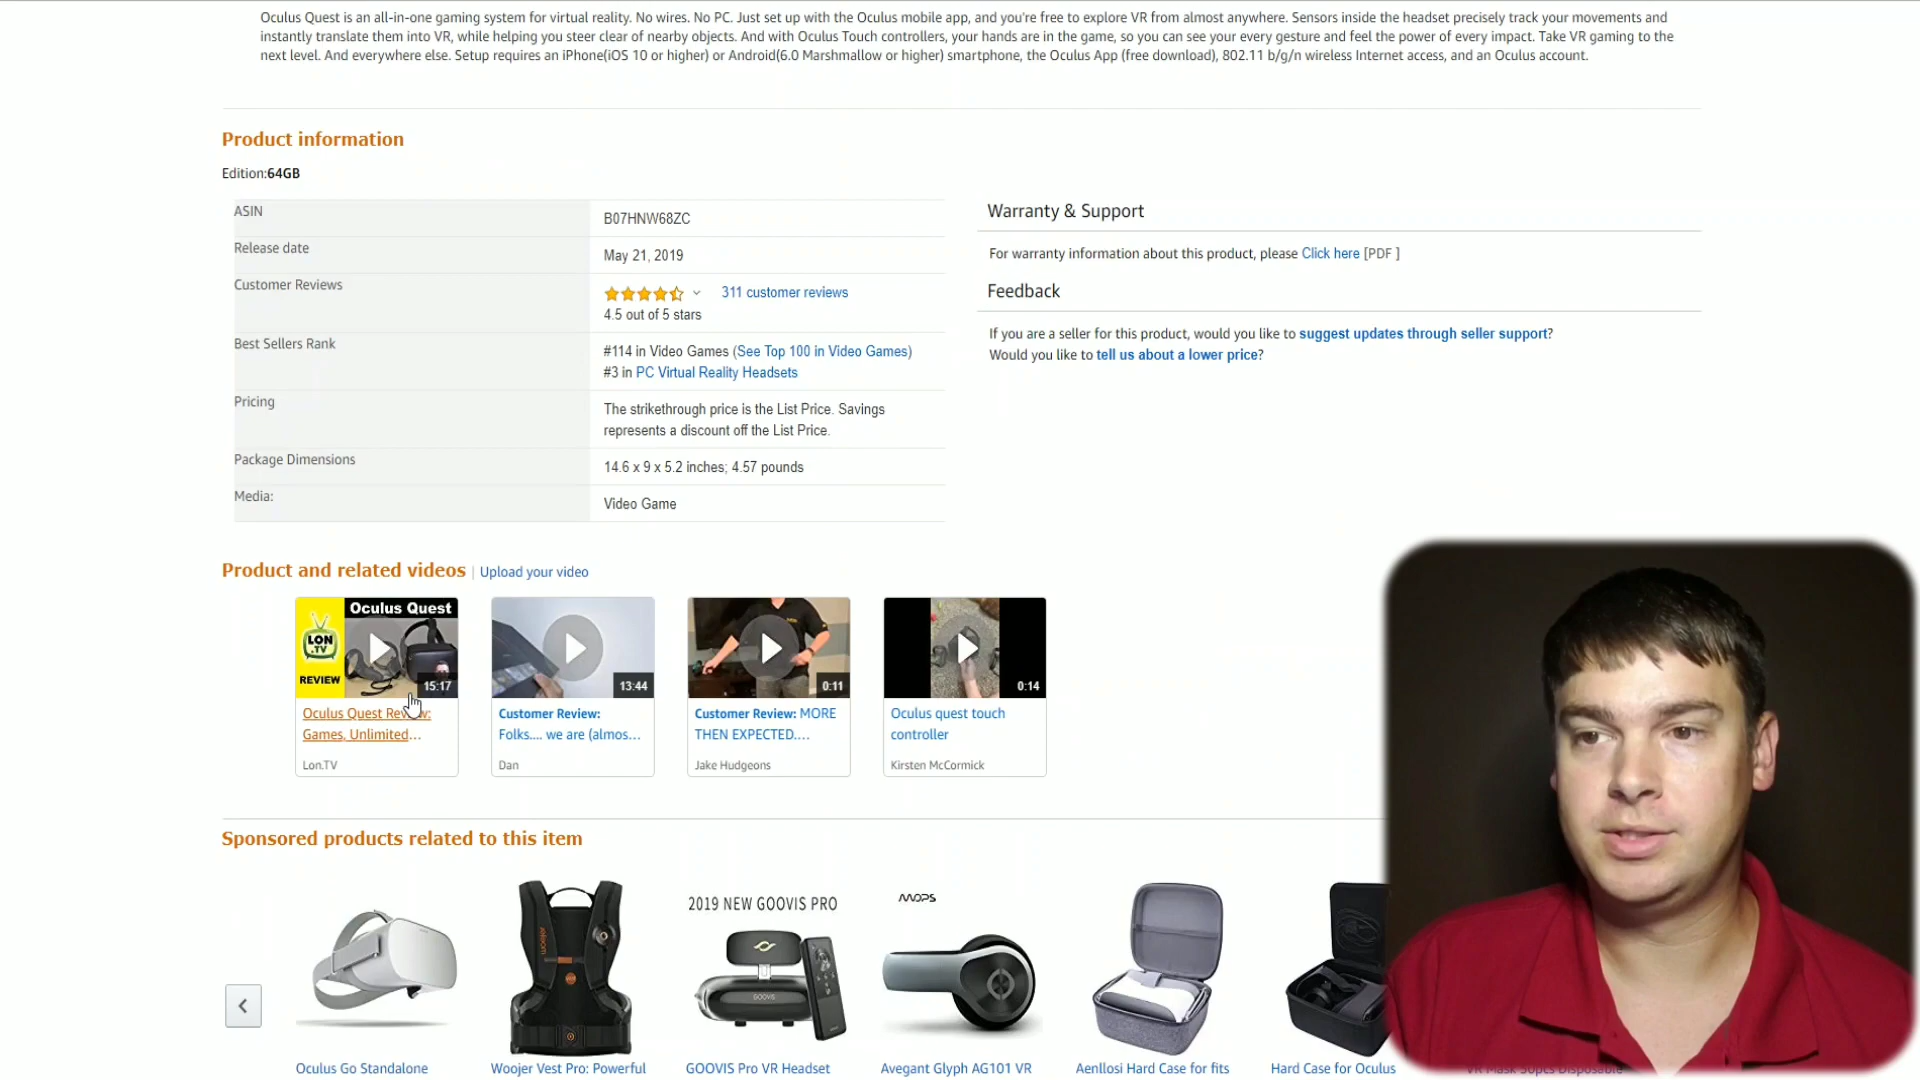 Oculus Quest is an all-in-one gaming system for virtual reality. No wires. No PC. Just set up with the Oculus mobile app, and you're free to explore VR from almost anywhere. Sensors inside the headset precisely track your movements and
instantly translate them into VR, while helping you steer clear of nearby objects. And with Oculus Touch controllers, your hands are in the game, so you can see your every gesture and feel the power of every impact. Take VR gaming to the
next level. And everywhere else. Setup requires an iPhone(iOS 10 or higher) or Android(6.0 Marshmallow or higher) smartphone, the Oculus App (free download), 802.11 b/g/n wireless Internet access, and an Oculus account.
Product information
Edition:64GB
ASIN
B07HNW68ZC
Release date
May 21, 2019
Customer Reviews
311 customer reviews
4.5 out of 5 stars
Best Sellers Rank
#114 in Video Games (See Top 100 in Video Games)
#3 in PC Virtual Reality Headsets
Pricing
The strikethrough price is the List Price. Savings
represents a discount off the List Price.
Package Dimensions
14.6 x 9 x 5.2 inches; 4.57 pounds
Media:
Video Game
Warranty & Support
For warranty information about this product, please Click here [PDF ]
Feedback
If you are a seller for this product, would you like to suggest updates through seller support?
Would you like to tell us about a lower price?
Product and related videos | Upload your video
Oculus Quest
LON
.TV
REVIEW
15:17
Oculus Quest Review:
Games, Unlimited...
Lon.TV
13:44
Customer Review:
Folks.... we are (almos...
Dan
0:11
Customer Review: MORE
THEN EXPECTED....
Jake Hudgeons
0:14
Oculus quest touch
controller
Kirsten McCormick
Sponsored products related to this item
2019 NEW GOOVIS PRO
GOOVIS
Oculus Go Standalone
Woojer Vest Pro: Powerful
GOOVIS Pro VR Headset
Avegant Glyph AG101 VR
Aenllosi Hard Case for fits
Hard Case for Oculus
VR Mask 50pcs Disposable